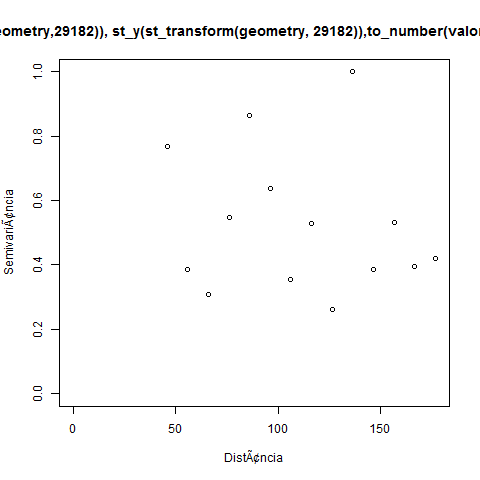 eometry,29182)), st_y(st_transform(geometry, 29182)),to_number(valor
SemivariÃ¢ncia
1.0
0.8
0.6
0.4
0.2
0.0
0 50 100 150
DistÃ¢ncia